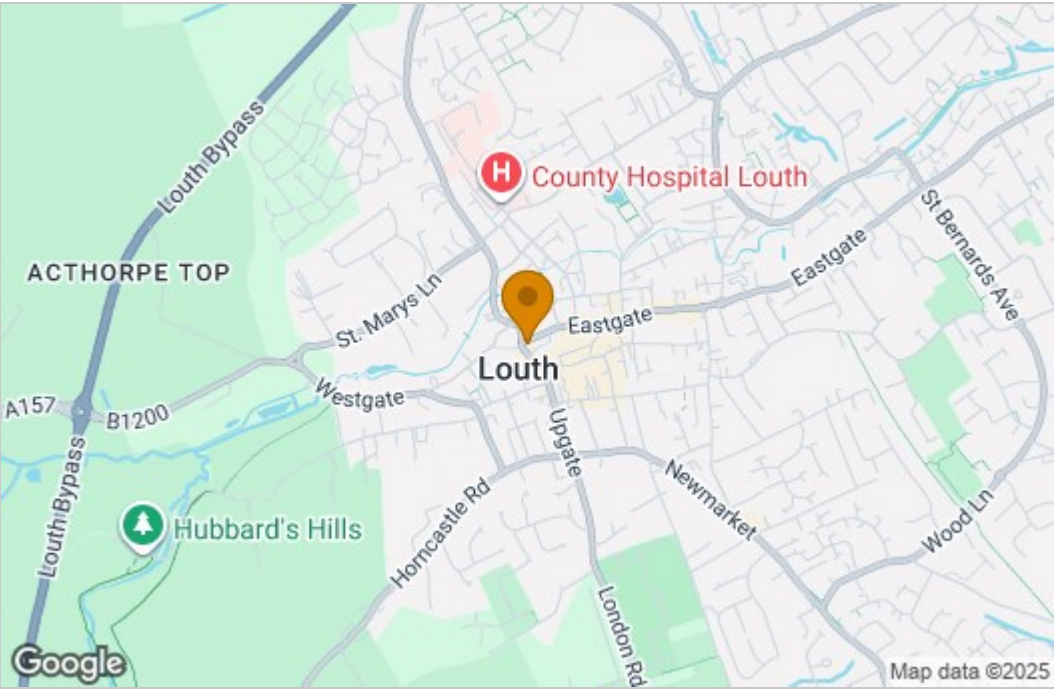 Louth Bypass
H
County Hospital Louth
St Bernards Ave
ACTHORPE TOP
Eastgate
St. Marys Ln
Eastgate
Louth
Westgate
A157
B1200
Upgate
Louth Bypass
Newmarket
Horncastle Rd
Wood Ln
Hubbard's Hills
London Rd
Google
Map data ©2025